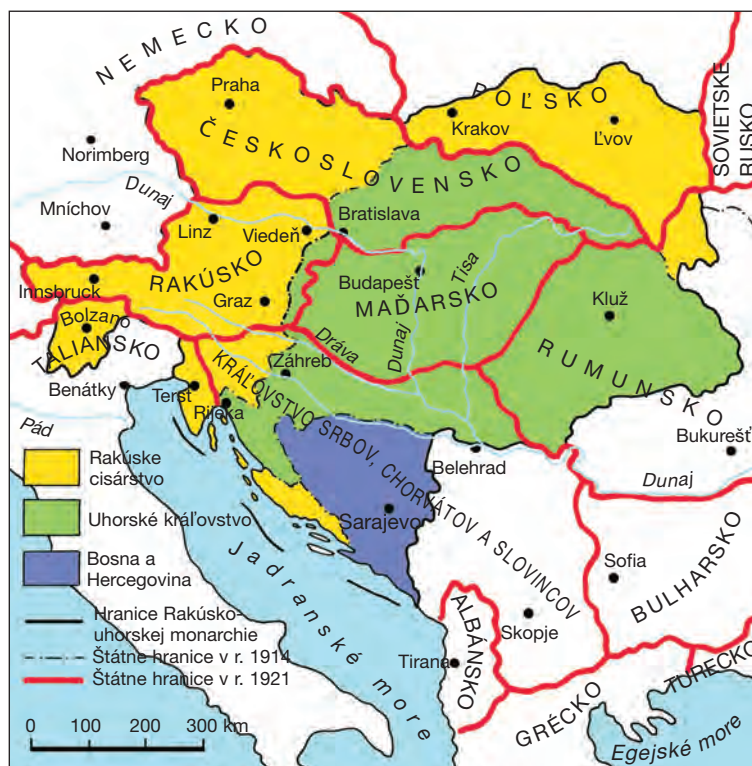 NEMECKO
Praha
POĽSKO
Krakov
Ľvov
SOVIETSKE
RUSKO
ČESKOSLOVENSKO
Norimberg
Dunaj
Mníchov
Linz
Viedeň
Bratislava
RAKÚSKO
Innsbruck
Graz
Budapešt
MAĎARSKO
Tisa
Dunaj
Kluž
Bolzano
TALIANSKO
Dráva
Záhreb
RUMUNSKO
Benátky
Terst
Rijeka
KRÁĽOVSTVO SRBOV, CHORVÁTOV A SLOVINCOV
Pád
Bukurešť
Belehrad
Dunaj
Rakúske
cisárstvo
Uhorské kráľovstvo
Sarajevo
Bosna a
Hercegovina
Jadranské more
Sofia
BULHARSKO
Hranice Rakúsko-
uhorskej monarchie
Štátne hranice v r. 1914
Štátne hranice v r. 1921
ALBÁNSKO
Skopje
Tirana
TURECKO
GRÉCKO
0 100 200 300 km
Egejské more